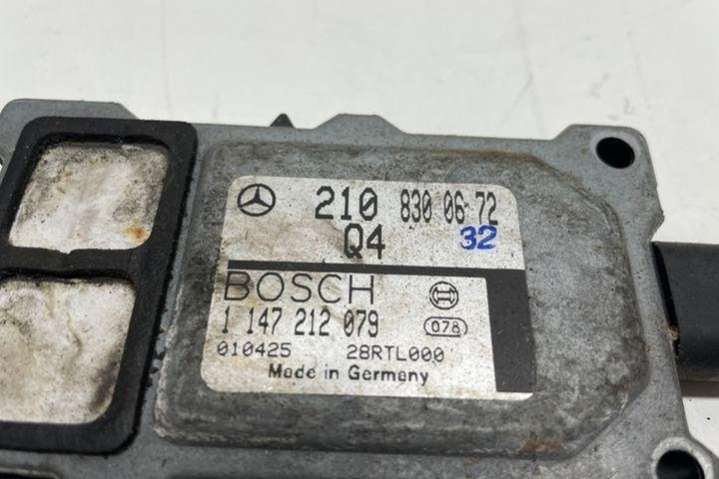 210 830 06 72
Q4 32
BOSCH
1 147 212 079 078
010425 28RTL000
Made in Germany